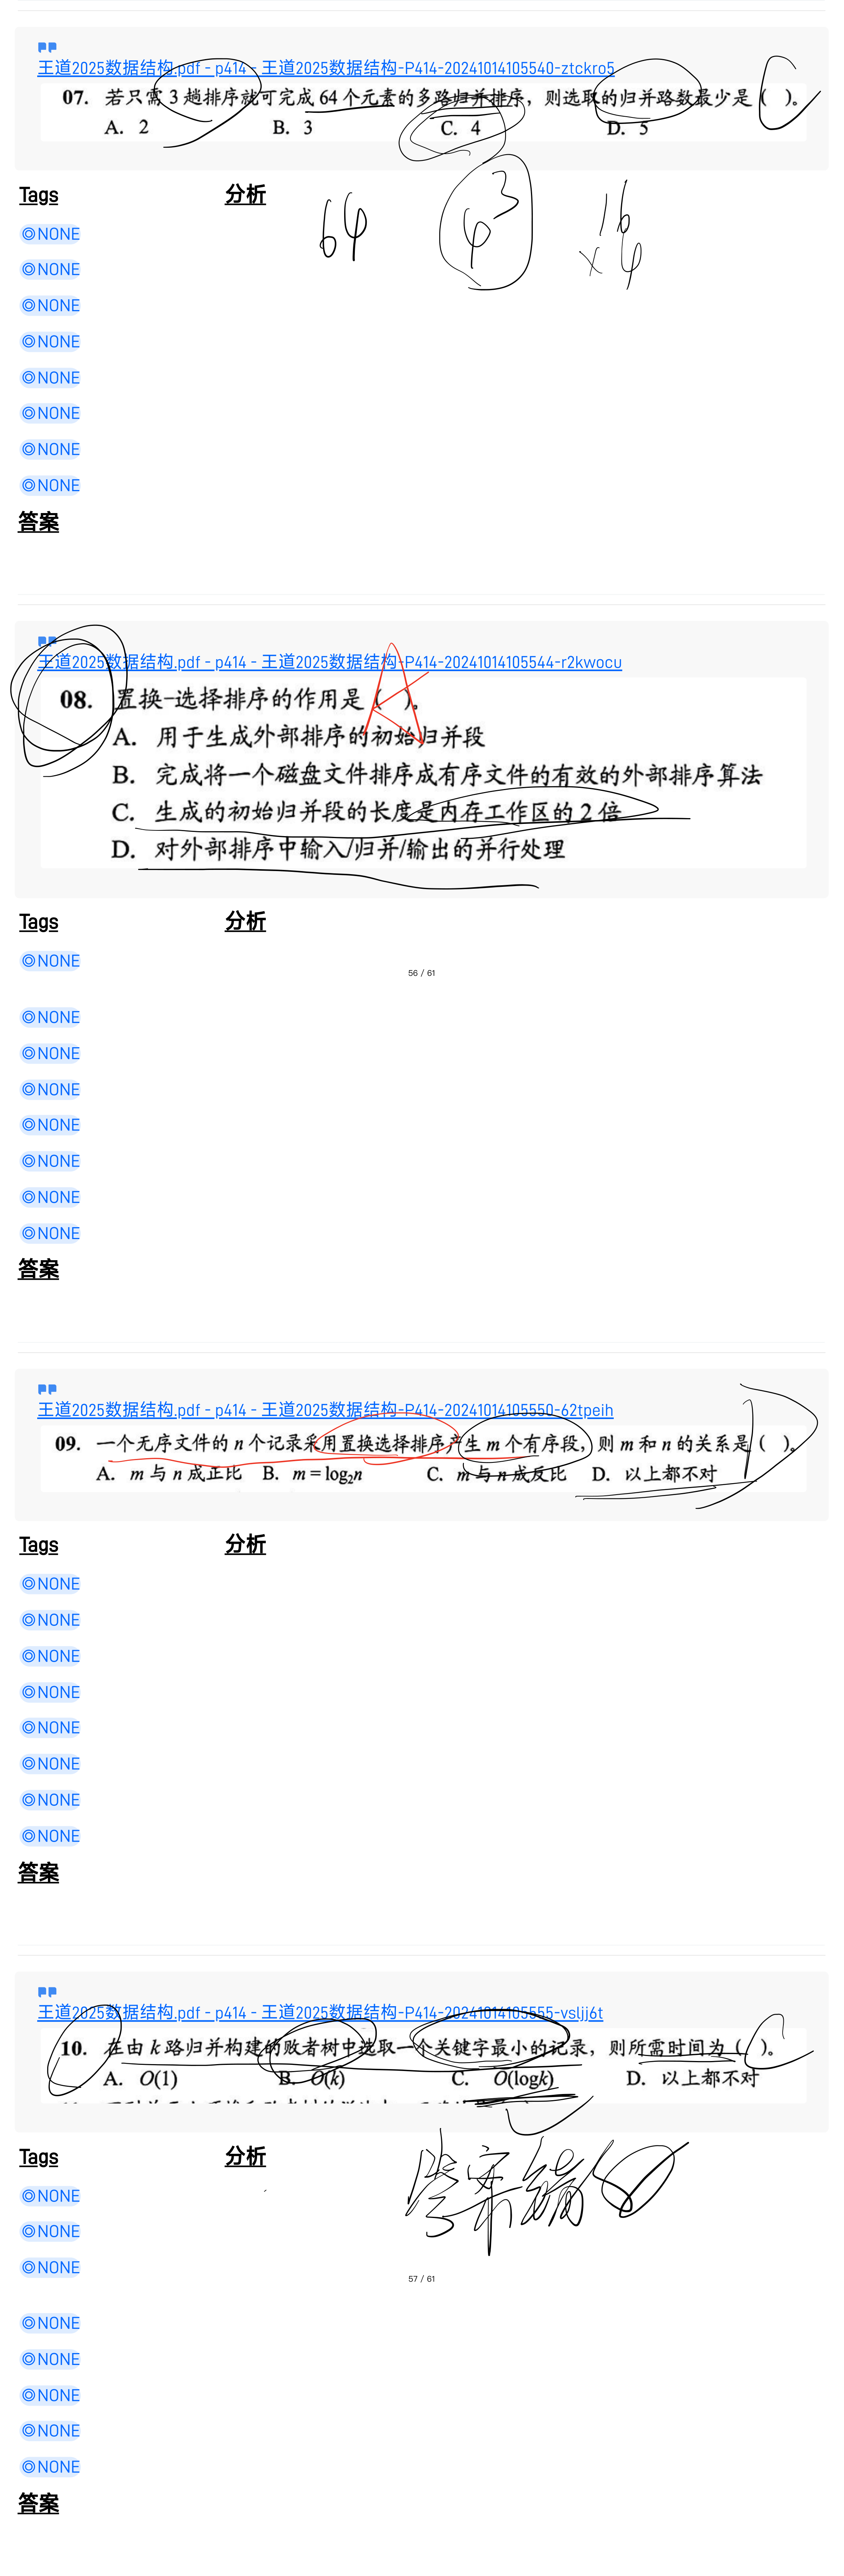 王道2025数据结构.pdf - p414 - 王道2025数据结构-P414-20241014105540-ztckro5
07. 若只需 3 趟排序就可完成 64 个元素的多路归并排序，则选取的归并路数最少是（ ）。
A. 2 B. 3 C. 4 D. 5
Tags 分析
64 4³ 16
×4
◎NONE
◎NONE
◎NONE
◎NONE
◎NONE
◎NONE
◎NONE
◎NONE
答案
王道2025数据结构.pdf - p414 - 王道2025数据结构-P414-20241014105544-r2kwocu
08. 置换-选择排序的作用是（ ）。
A
A. 用于生成外部排序的初始归并段
B. 完成将一个磁盘文件排序成有序文件的有效的外部排序算法
C. 生成的初始归并段的长度是内存工作区的 2 倍
D. 对外部排序中输入/归并/输出的并行处理
Tags 分析
◎NONE
56 / 61
◎NONE
◎NONE
◎NONE
◎NONE
◎NONE
◎NONE
◎NONE
答案
王道2025数据结构.pdf - p414 - 王道2025数据结构-P414-20241014105550-62tpeih
09. 一个无序文件的 n 个记录采用置换选择排序产生 m 个有序段，则 m 和 n 的关系是（ ）。
A. m 与 n 成正比 B. m = log₂n C. m 与 n 成反比 D. 以上都不对
Tags 分析
◎NONE
◎NONE
◎NONE
◎NONE
◎NONE
◎NONE
◎NONE
◎NONE
答案
王道2025数据结构.pdf - p414 - 王道2025数据结构-P414-20241014105555-vsljj6t
10. 在由 k 路归并构建的败者树中选取一个关键字最小的记录，则所需时间为（ ）。
A. O(1) B. O(k) C. O(logk) D. 以上都不对
Tags 分析
答案错
◎NONE
◎NONE
◎NONE
57 / 61
◎NONE
◎NONE
◎NONE
◎NONE
◎NONE
答案